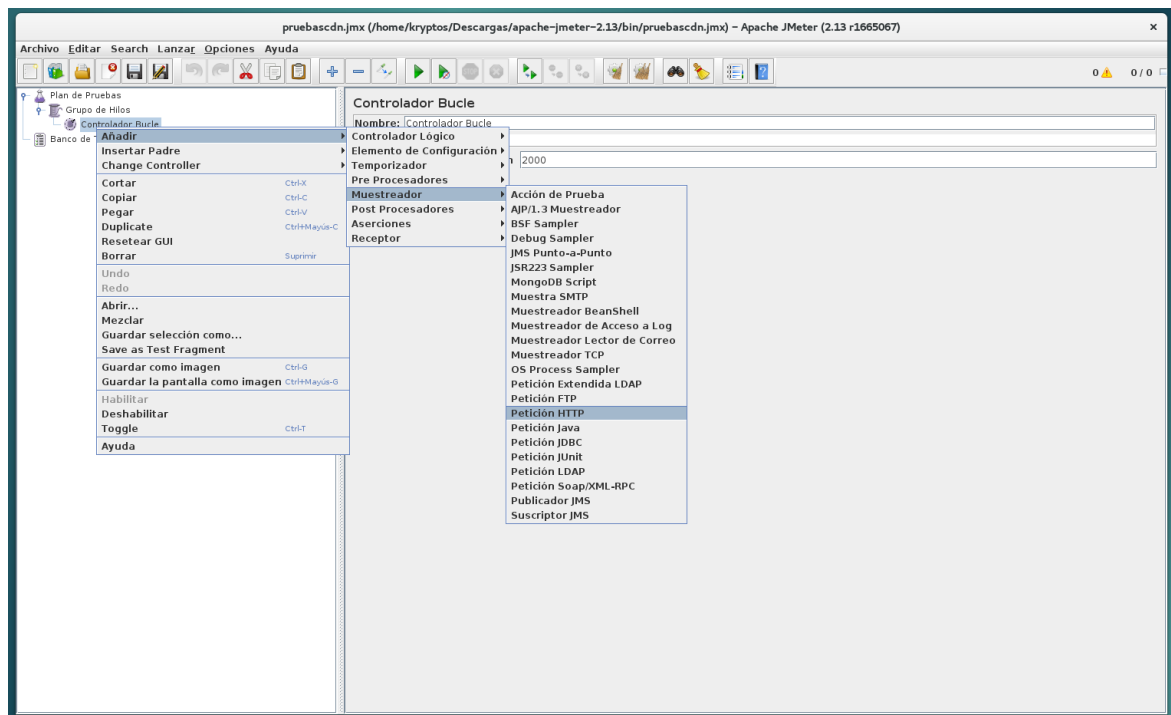 pruebascdn.jmx (/home/kryptos/Descargas/apache-jmeter-2.13/bin/pruebascdn.jmx) – Apache JMeter (2.13 r1665067) ×
Archivo Editar Search Lanzar Opciones Ayuda
0 0 / 0
Plan de Pruebas
Grupo de Hilos
Controlador Bucle
Banco de
Controlador Bucle
Nombre: Controlador Bucle
2000
Añadir
Insertar Padre
Change Controller
Cortar Ctrl-X
Copiar Ctrl-C
Pegar Ctrl-V
Duplicate Ctrl+Mayús-C
Resetear GUI
Borrar Suprimir
Undo
Redo
Abrir...
Mezclar
Guardar selección como...
Save as Test Fragment
Guardar como imagen Ctrl-G
Guardar la pantalla como imagen Ctrl+Mayús-G
Habilitar
Deshabilitar
Toggle Ctrl-T
Ayuda
Controlador Lógico
Elemento de Configuración
Temporizador
Pre Procesadores
Muestreador
Post Procesadores
Aserciones
Receptor
Acción de Prueba
AJP/1.3 Muestreador
BSF Sampler
Debug Sampler
JMS Punto-a-Punto
JSR223 Sampler
MongoDB Script
Muestra SMTP
Muestreador BeanShell
Muestreador de Acceso a Log
Muestreador Lector de Correo
Muestreador TCP
OS Process Sampler
Petición Extendida LDAP
Petición FTP
Petición HTTP
Petición Java
Petición JDBC
Petición JUnit
Petición LDAP
Petición Soap/XML-RPC
Publicador JMS
Suscriptor JMS